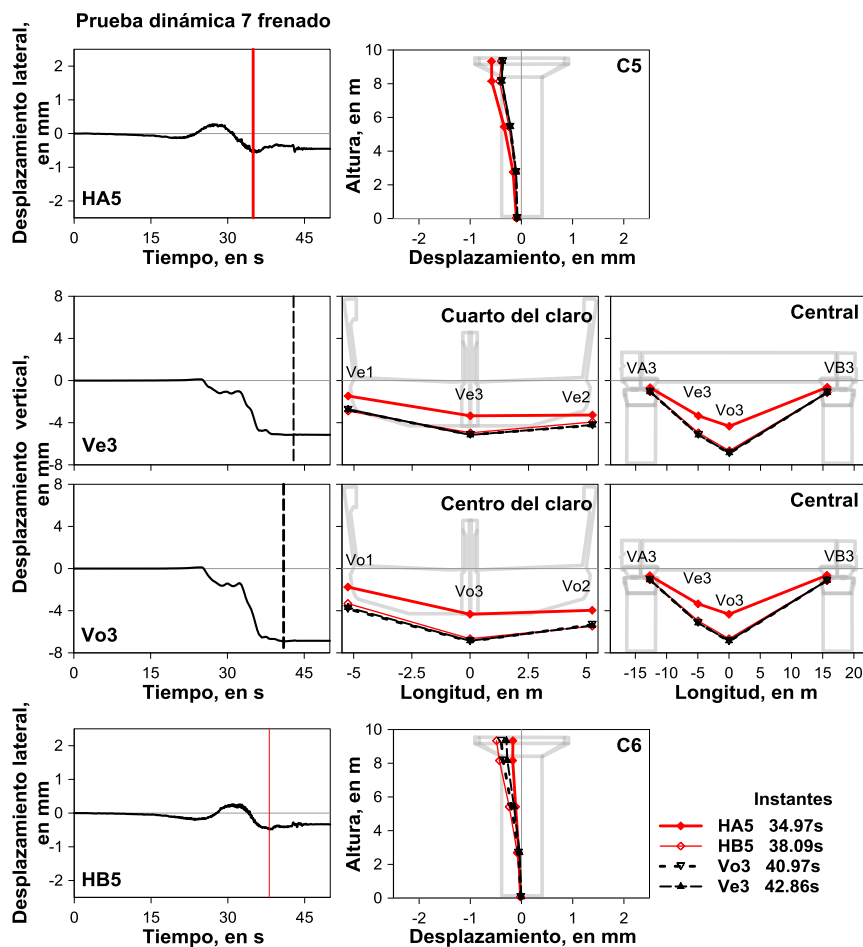 Prueba dinámica 7 frenado
Desplazamiento lateral,
en mm
2
1
0
-1
-2
HA5
0 15 30 45
Tiempo, en s
Altura, en m
10
8
6
4
2
0
C5
-2 -1 0 1 2
Desplazamiento, en mm
Desplazamiento vertical,
en mm
8
4
0
-4
-8
Ve3
Cuarto del claro
Ve1
Ve3
Ve2
Central
VA3
VB3
Ve3
Vo3
8
4
0
-4
-8
Vo3
0 15 30 45
Tiempo, en s
Centro del claro
Vo1
Vo3
Vo2
-5 -2.5 0 2.5 5
Longitud, en m
Central
VA3
VB3
Ve3
Vo3
-15 -10 -5 0 5 10 15 20
Longitud, en m
Desplazamiento lateral,
en mm
2
1
0
-1
-2
HB5
0 15 30 45
Tiempo, en s
Altura, en m
10
8
6
4
2
0
C6
-2 -1 0 1 2
Desplazamiento, en mm
Instantes
HA5 34.97s
HB5 38.09s
Vo3 40.97s
Ve3 42.86s